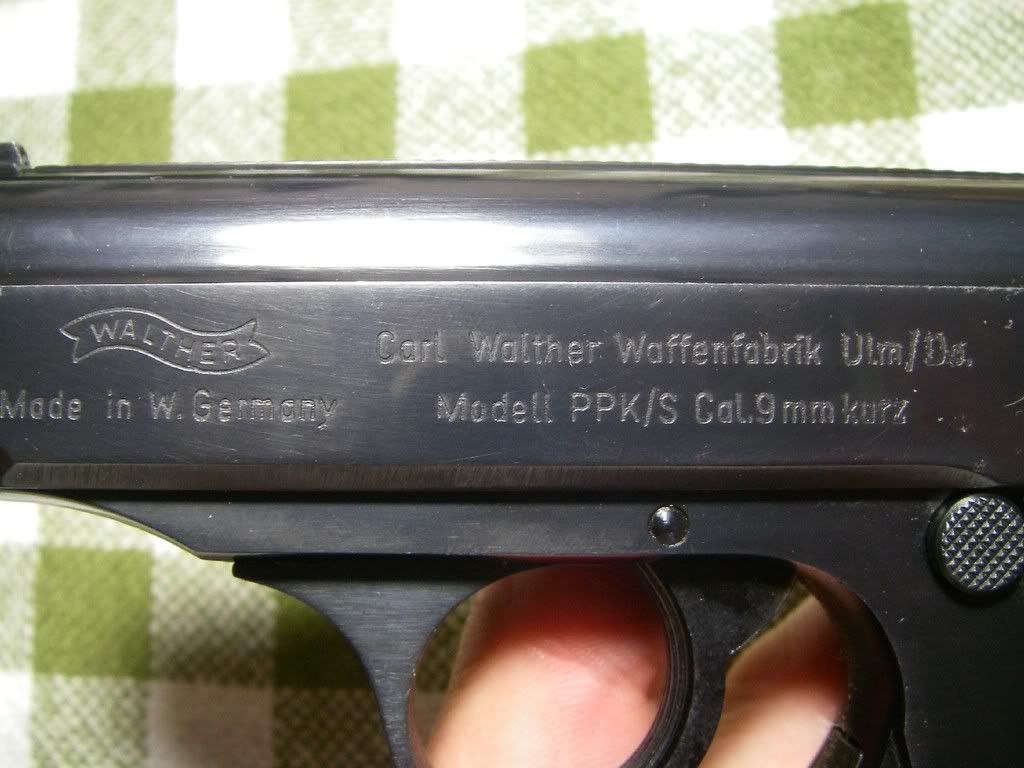 WALTHER
Made in W. Germany
Carl Walther Waffenfabrik Ulm/Do.
Modell PPK/S Cal.9mm kurz